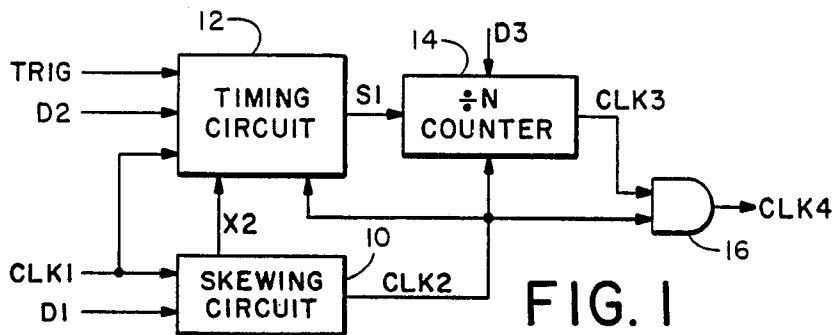 12
14
D3
TRIG
D2
TIMING
CIRCUIT
S1
÷N
COUNTER
CLK3
CLK4
16
X2
10
CLK1
D1
SKEWING
CIRCUIT
CLK2
FIG. 1